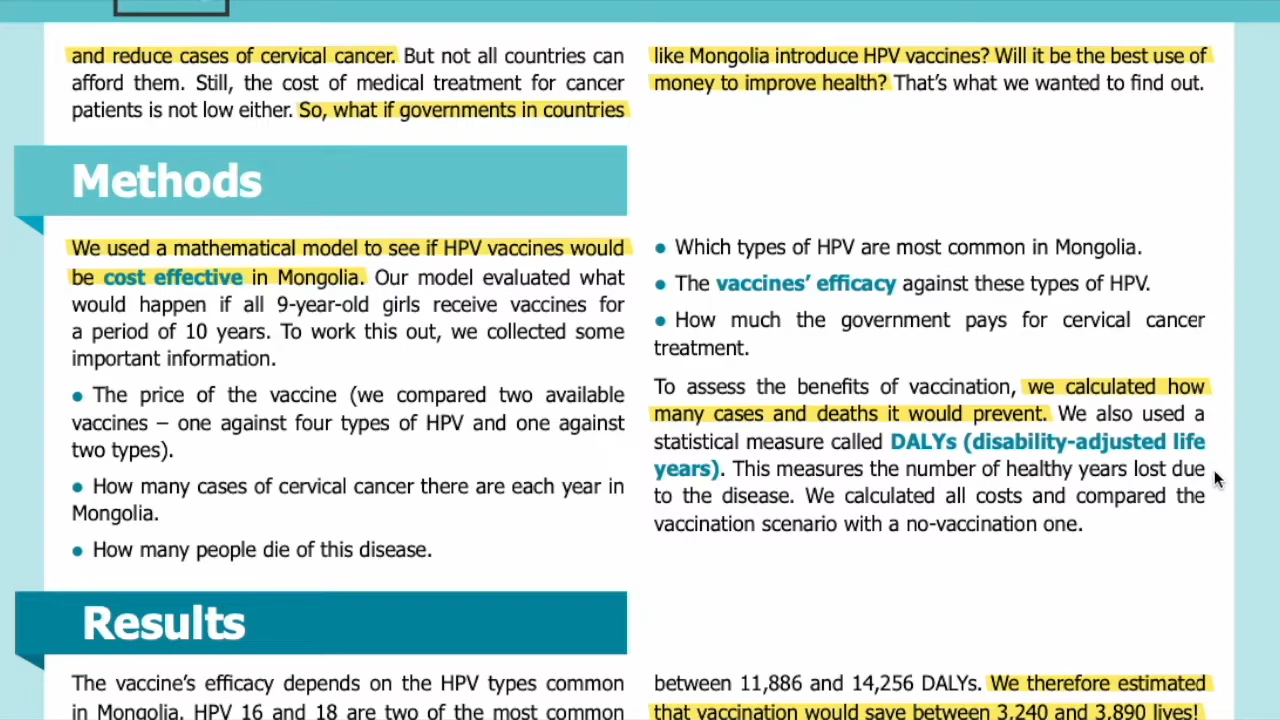 and reduce cases of cervical cancer. But not all countries can
afford them. Still, the cost of medical treatment for cancer
patients is not low either. So, what if governments in countries
like Mongolia introduce HPV vaccines? Will it be the best use of
money to improve health? That’s what we wanted to find out.
Methods
We used a mathematical model to see if HPV vaccines would
be cost effective in Mongolia. Our model evaluated what
would happen if all 9-year-old girls receive vaccines for
a period of 10 years. To work this out, we collected some
important information.
● The price of the vaccine (we compared two available
vaccines – one against four types of HPV and one against
two types).
● How many cases of cervical cancer there are each year in
Mongolia.
● How many people die of this disease.
● Which types of HPV are most common in Mongolia.
● The vaccines’ efficacy against these types of HPV.
● How much the government pays for cervical cancer
treatment.
To assess the benefits of vaccination, we calculated how
many cases and deaths it would prevent. We also used a
statistical measure called DALYs (disability-adjusted life
years). This measures the number of healthy years lost due
to the disease. We calculated all costs and compared the
vaccination scenario with a no-vaccination one.
Results
The vaccine’s efficacy depends on the HPV types common
in Mongolia. HPV 16 and 18 are two of the most common
between 11,886 and 14,256 DALYs. We therefore estimated
that vaccination would save between 3,240 and 3,890 lives!